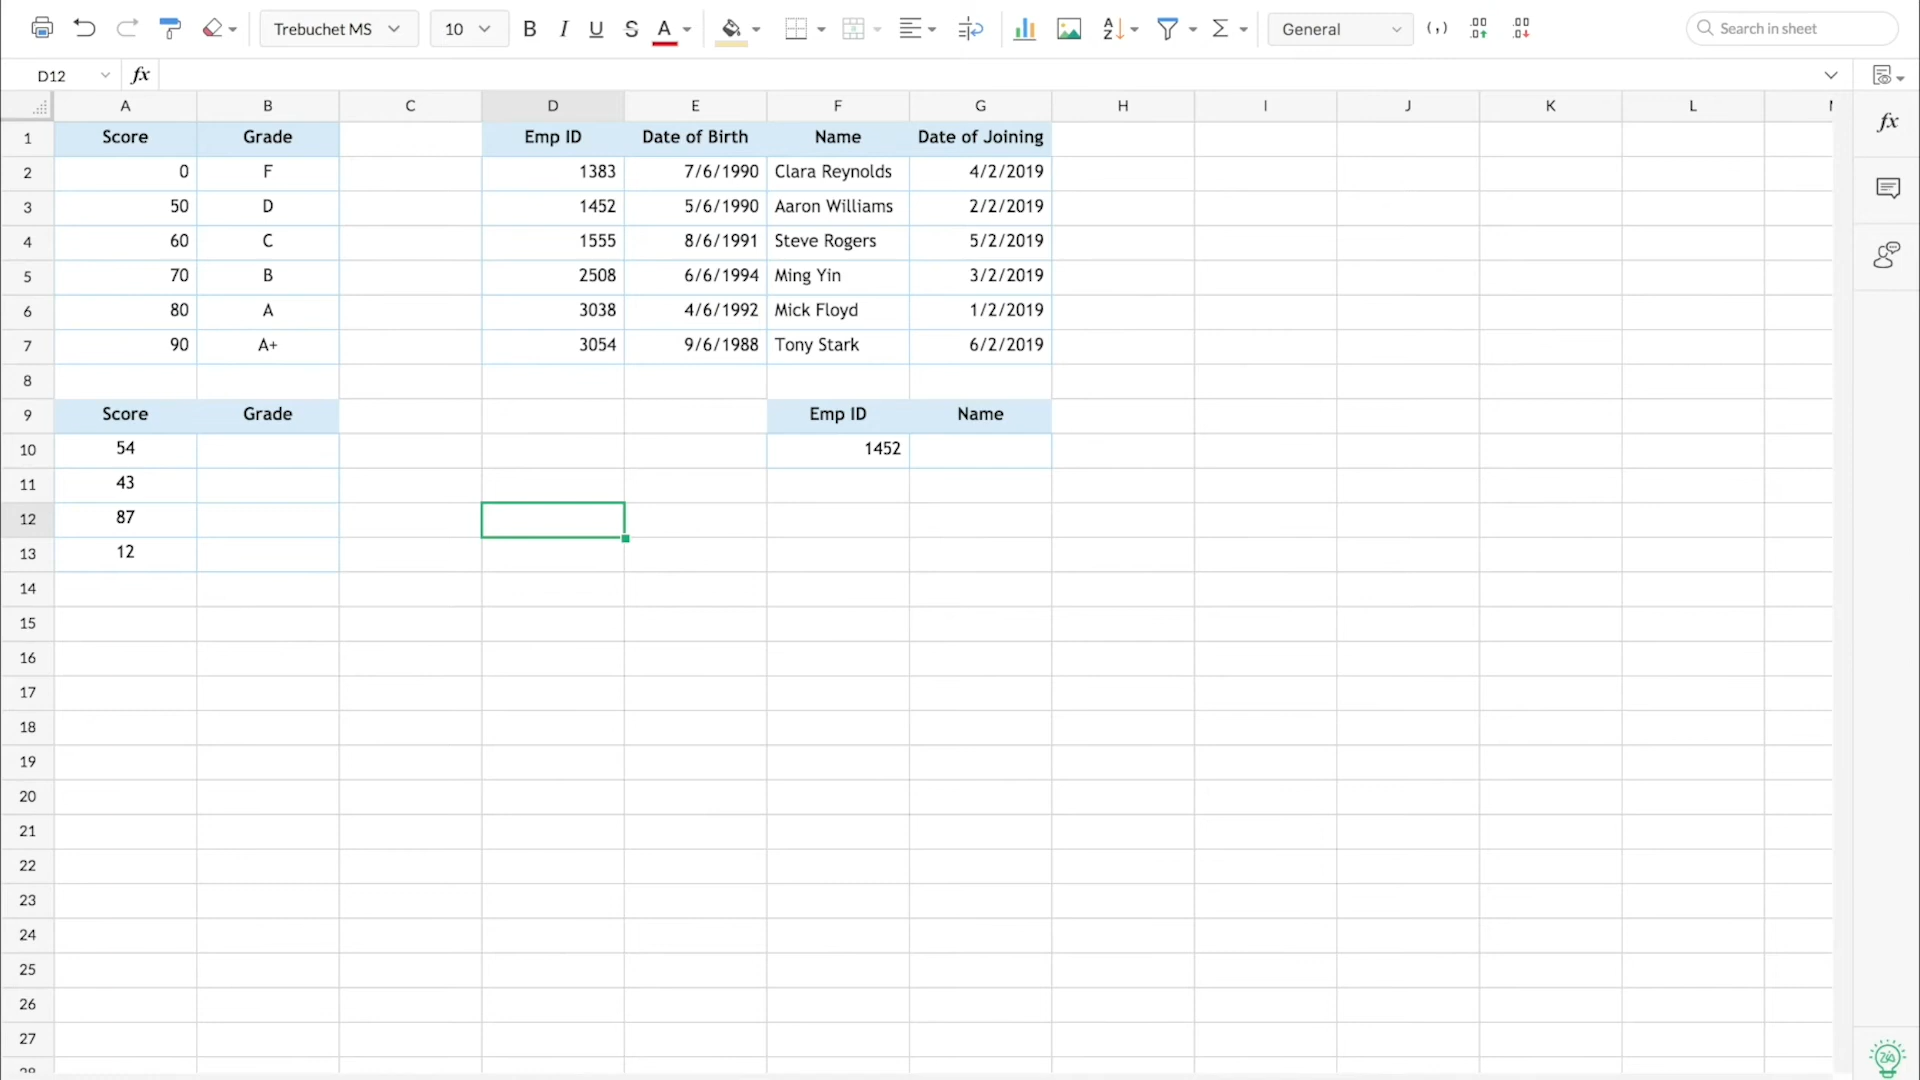 Trebuchet MS 10 B I U S A General Search in sheet
D12 fx
A B C D E F G H I J K L
1 Score Grade Emp ID Date of Birth Name Date of Joining
2 0 F 1383 7/6/1990 Clara Reynolds 4/2/2019
3 50 D 1452 5/6/1990 Aaron Williams 2/2/2019
4 60 C 1555 8/6/1991 Steve Rogers 5/2/2019
5 70 B 2508 6/6/1994 Ming Yin 3/2/2019
6 80 A 3038 4/6/1992 Mick Floyd 1/2/2019
7 90 A+ 3054 9/6/1988 Tony Stark 6/2/2019
8
9 Score Grade Emp ID Name
10 54 1452
11 43
12 87
13 12
14
15
16
17
18
19
20
21
22
23
24
25
26
27